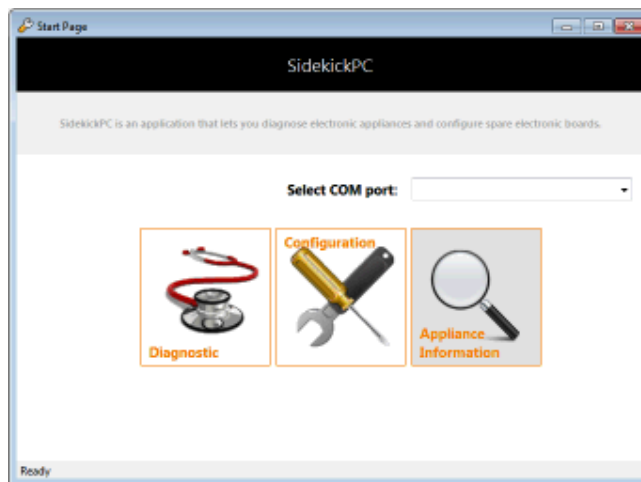 Start Page
SidekickPC
SidekickPC is an application that lets you diagnose electronic appliances and configure spare electronic boards.
Select COM port:
Configuration
Diagnostic
Appliance
Information
Ready